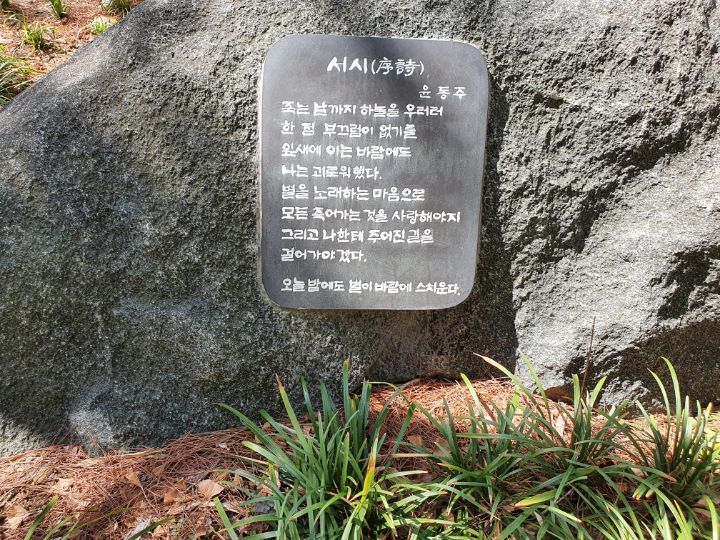 서시(序詩)
윤동주
죽는 날까지 하늘을 우러러
한 점 부끄럼이 없기를
잎새에 이는 바람에도
나는 괴로워했다.
별을 노래하는 마음으로
모든 죽어가는 것을 사랑해야지
그리고 나한테 주어진 길을
걸어가야겠다.
오늘 밤에도 별이 바람에 스치운다.